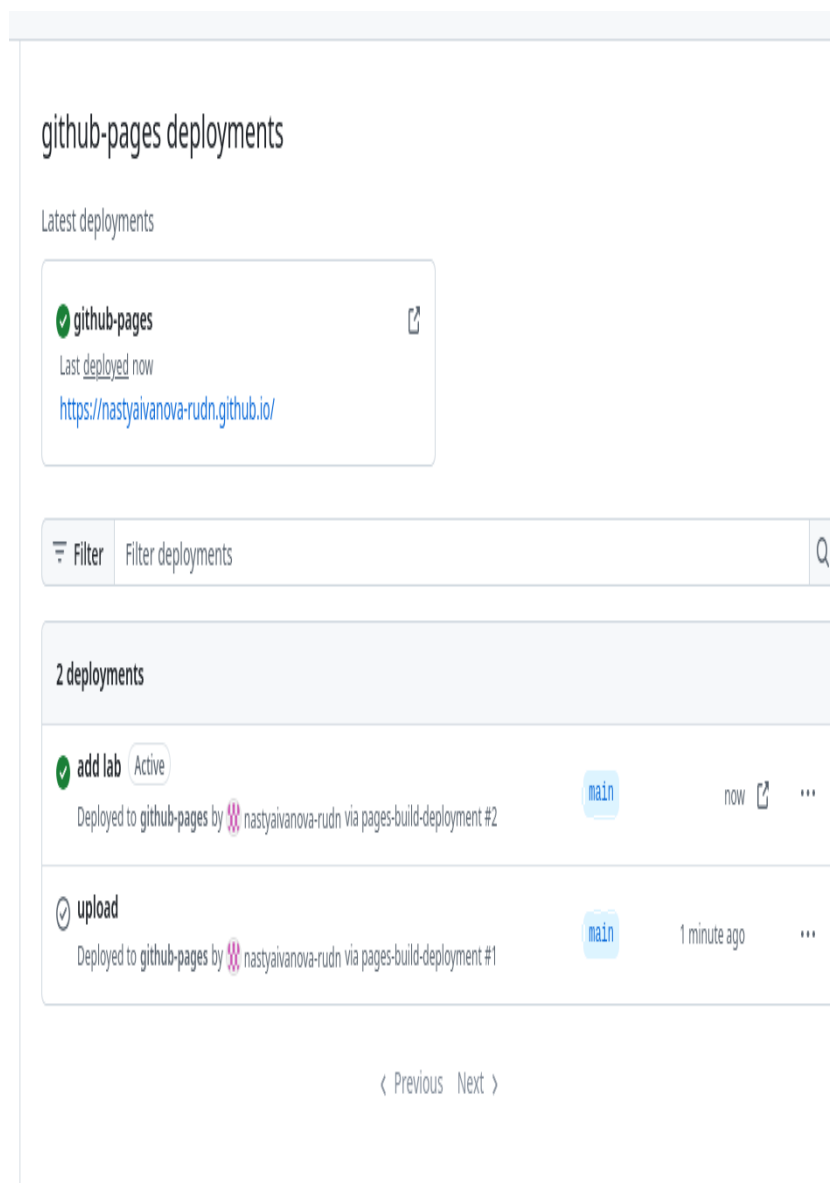 github-pages deployments
Latest deployments
github-pages
Last deployed now
https://nastyaivanova-rudn.github.io/
Filter Filter deployments
2 deployments
add lab Active
main now
Deployed to github-pages by nastyaivanova-rudn via pages-build-deployment #2
upload
main 1 minute ago
Deployed to github-pages by nastyaivanova-rudn via pages-build-deployment #1
Previous Next